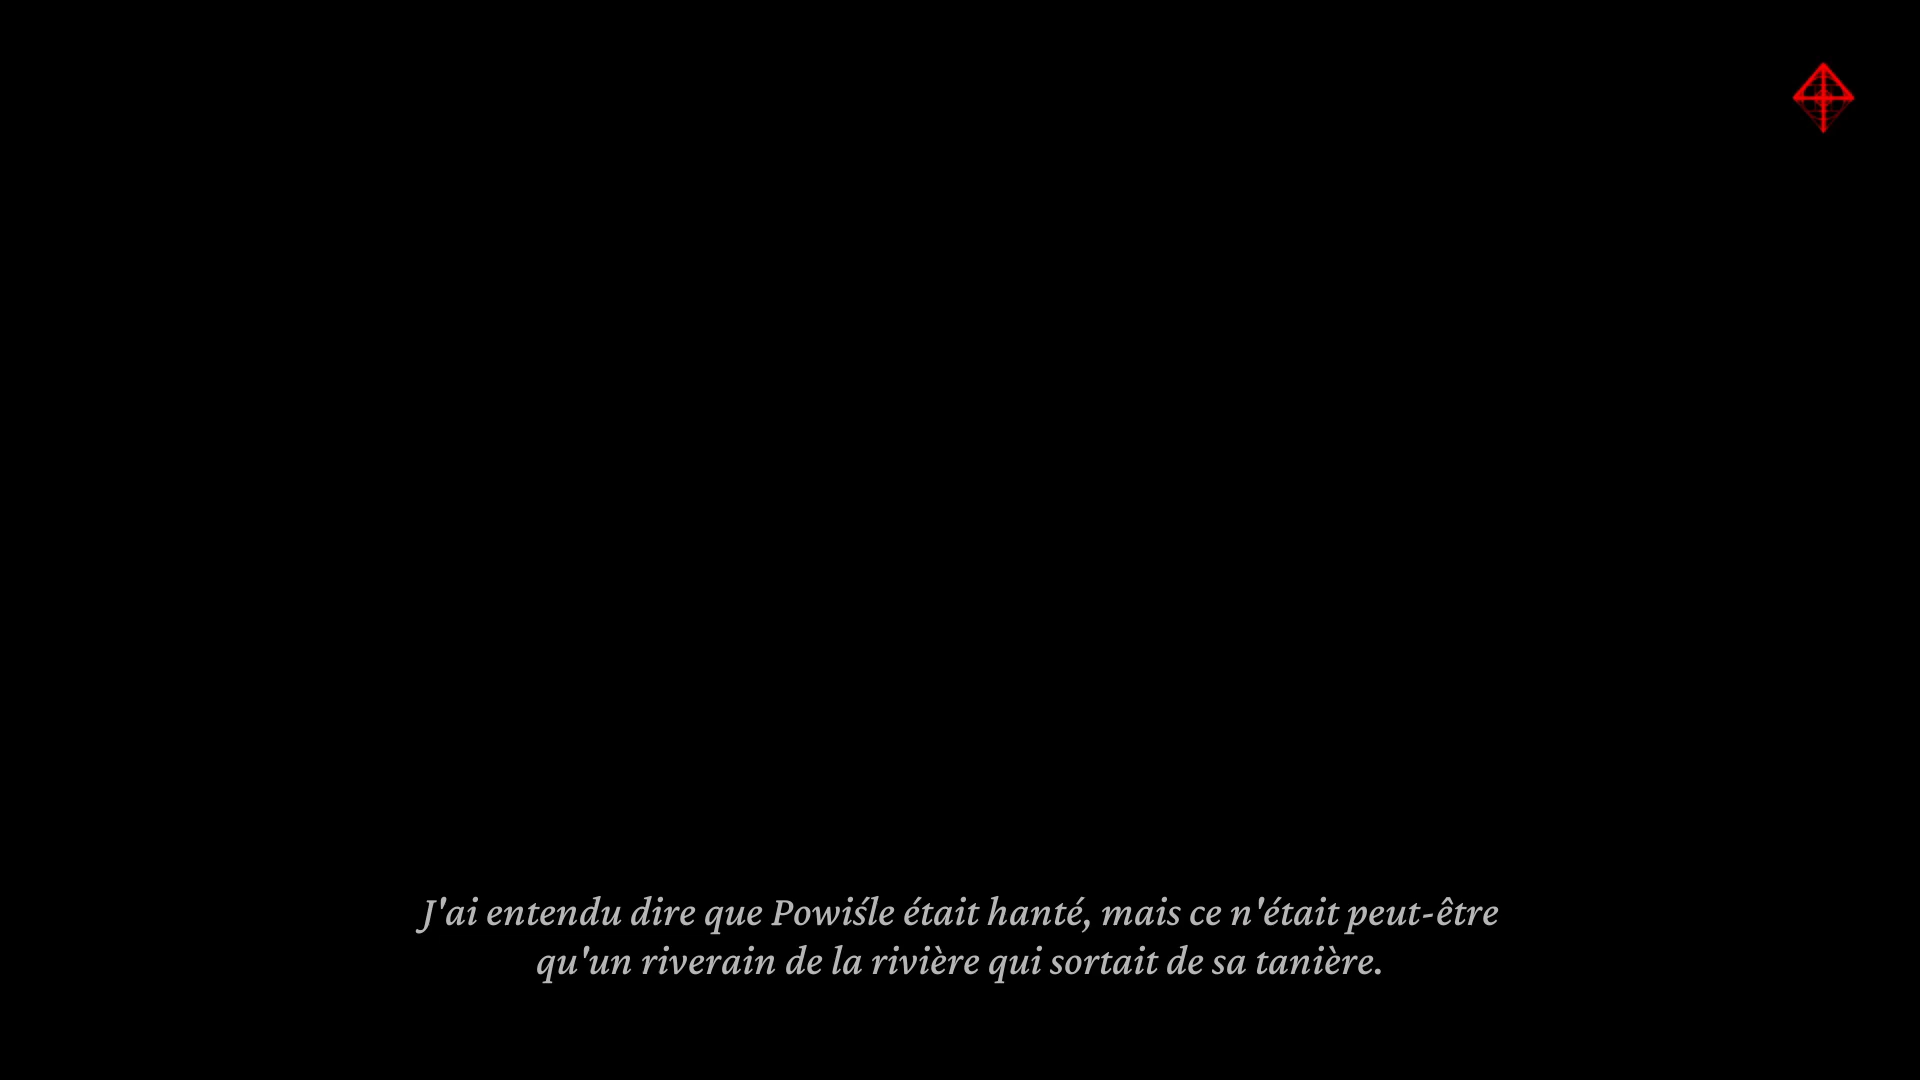 J'ai entendu dire que Powiśle était hanté, mais ce n'était peut-être
qu'un riverain de la rivière qui sortait de sa tanière.